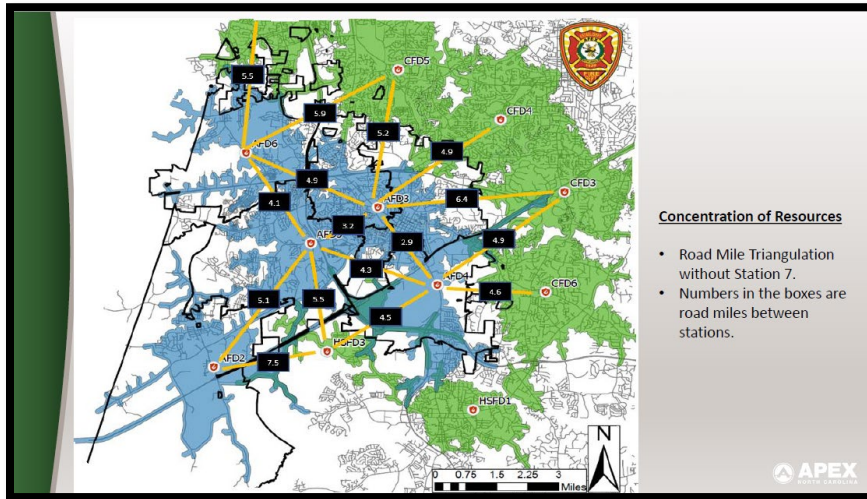 5.5
CFD5
5.9
CFD4
5.2
AFD6
4.9
4.9
CFD3
4.1
AFD3
6.4
3.2
2.9
4.9
4.3
AFD4
4.6
CFD6
5.1
5.5
4.5
HSFD3
AFD2
7.5
HSFD1
N
0 0.75 1.5 2.25 3
Miles
Concentration of Resources
• Road Mile Triangulation
without Station 7.
• Numbers in the boxes are
road miles between
stations.
APEX
NORTH CAROLINA